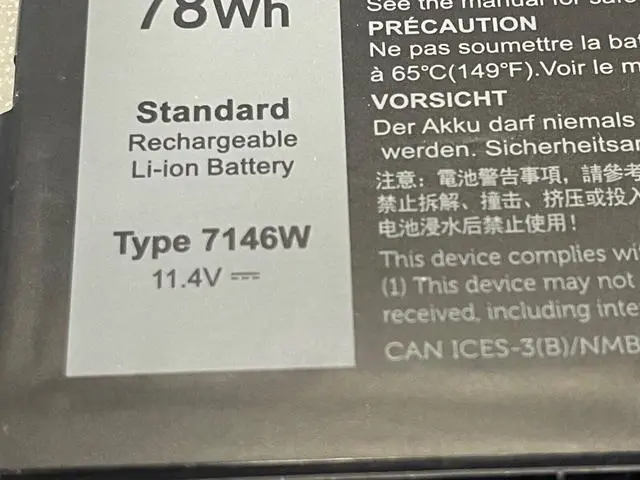 78Wh
Standard
Rechargeable
Li-ion Battery
Type 7146W
11.4V
See the manual for
PRÉCAUTION
Ne pas soumettre la
à 65°C(149°F).Voir le
VORSICHT
Der Akku darf niemals
werden.
注意：電池警告事項，請參考
禁止拆解、撞击、挤压或投入
电池浸水后禁止使用！
This device complies
(1) This device may not
received, including
CAN ICES-3(B)/NMB